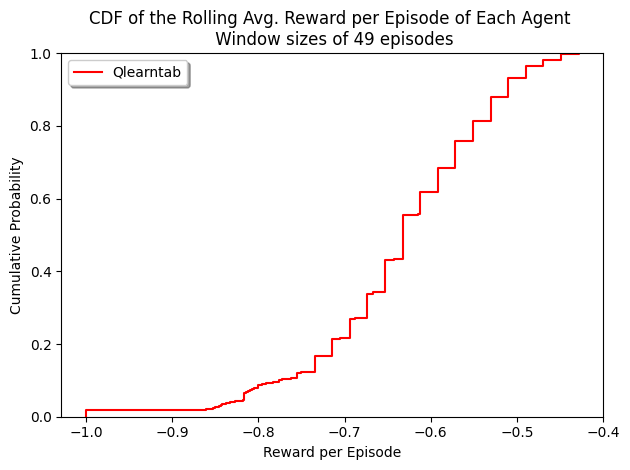 CDF of the Rolling Avg. Reward per Episode of Each Agent
Window sizes of 49 episodes
Qlearntab
1.0
0.8
0.6
0.4
0.2
0.0
Cumulative Probability
−1.0 −0.9 −0.8 −0.7 −0.6 −0.5 −0.4
Reward per Episode